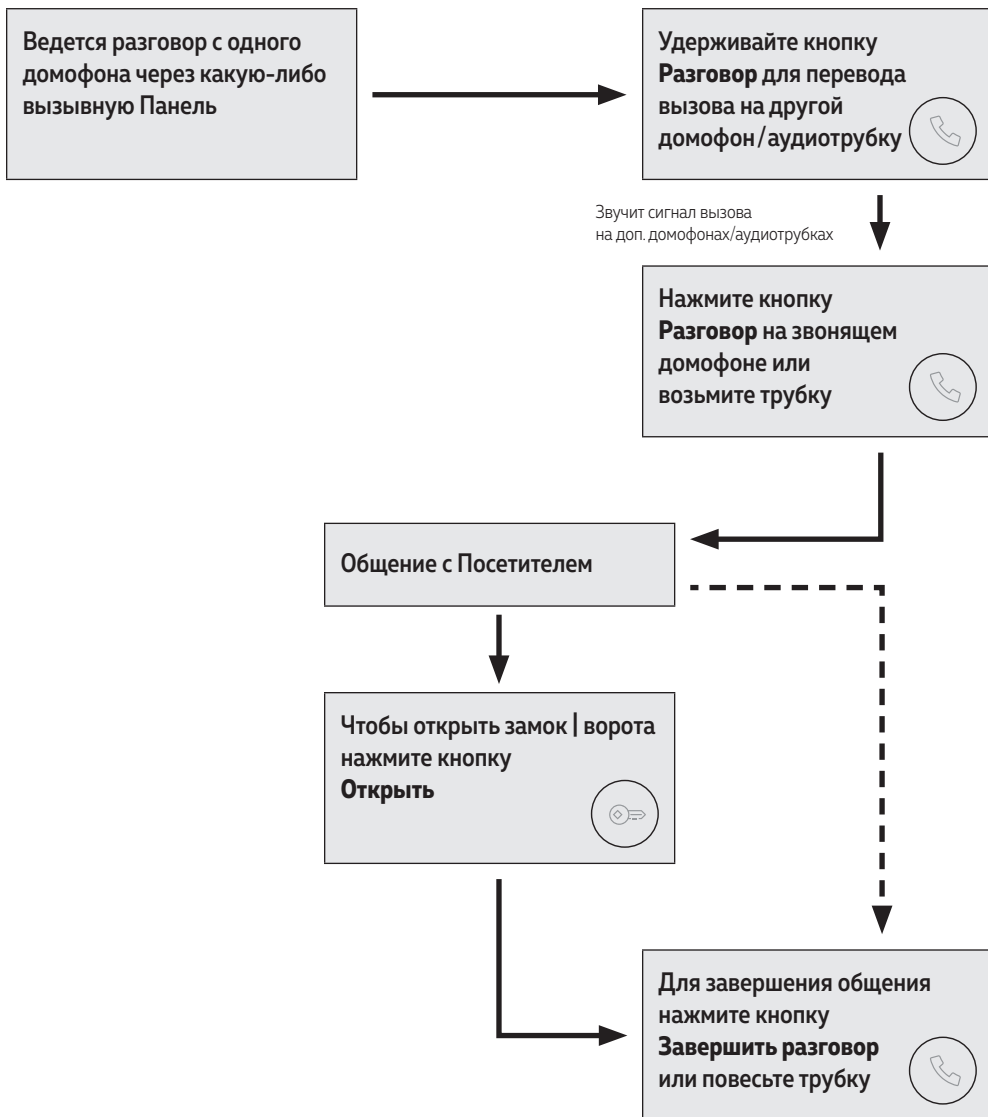 Ведется разговор с одного
домофона через какую-либо
вызывную Панель
Удерживайте кнопку
Разговор для перевода
вызова на другой
домофон/аудиотрубку
Звучит сигнал вызова
на доп. домофонах/аудиотрубках
Нажмите кнопку
Разговор на звонящем
домофоне или
возьмите трубку
Общение с Посетителем
Чтобы открыть замок | ворота
нажмите кнопку
Открыть
Для завершения общения
нажмите кнопку
Завершить разговор
или повесьте трубку